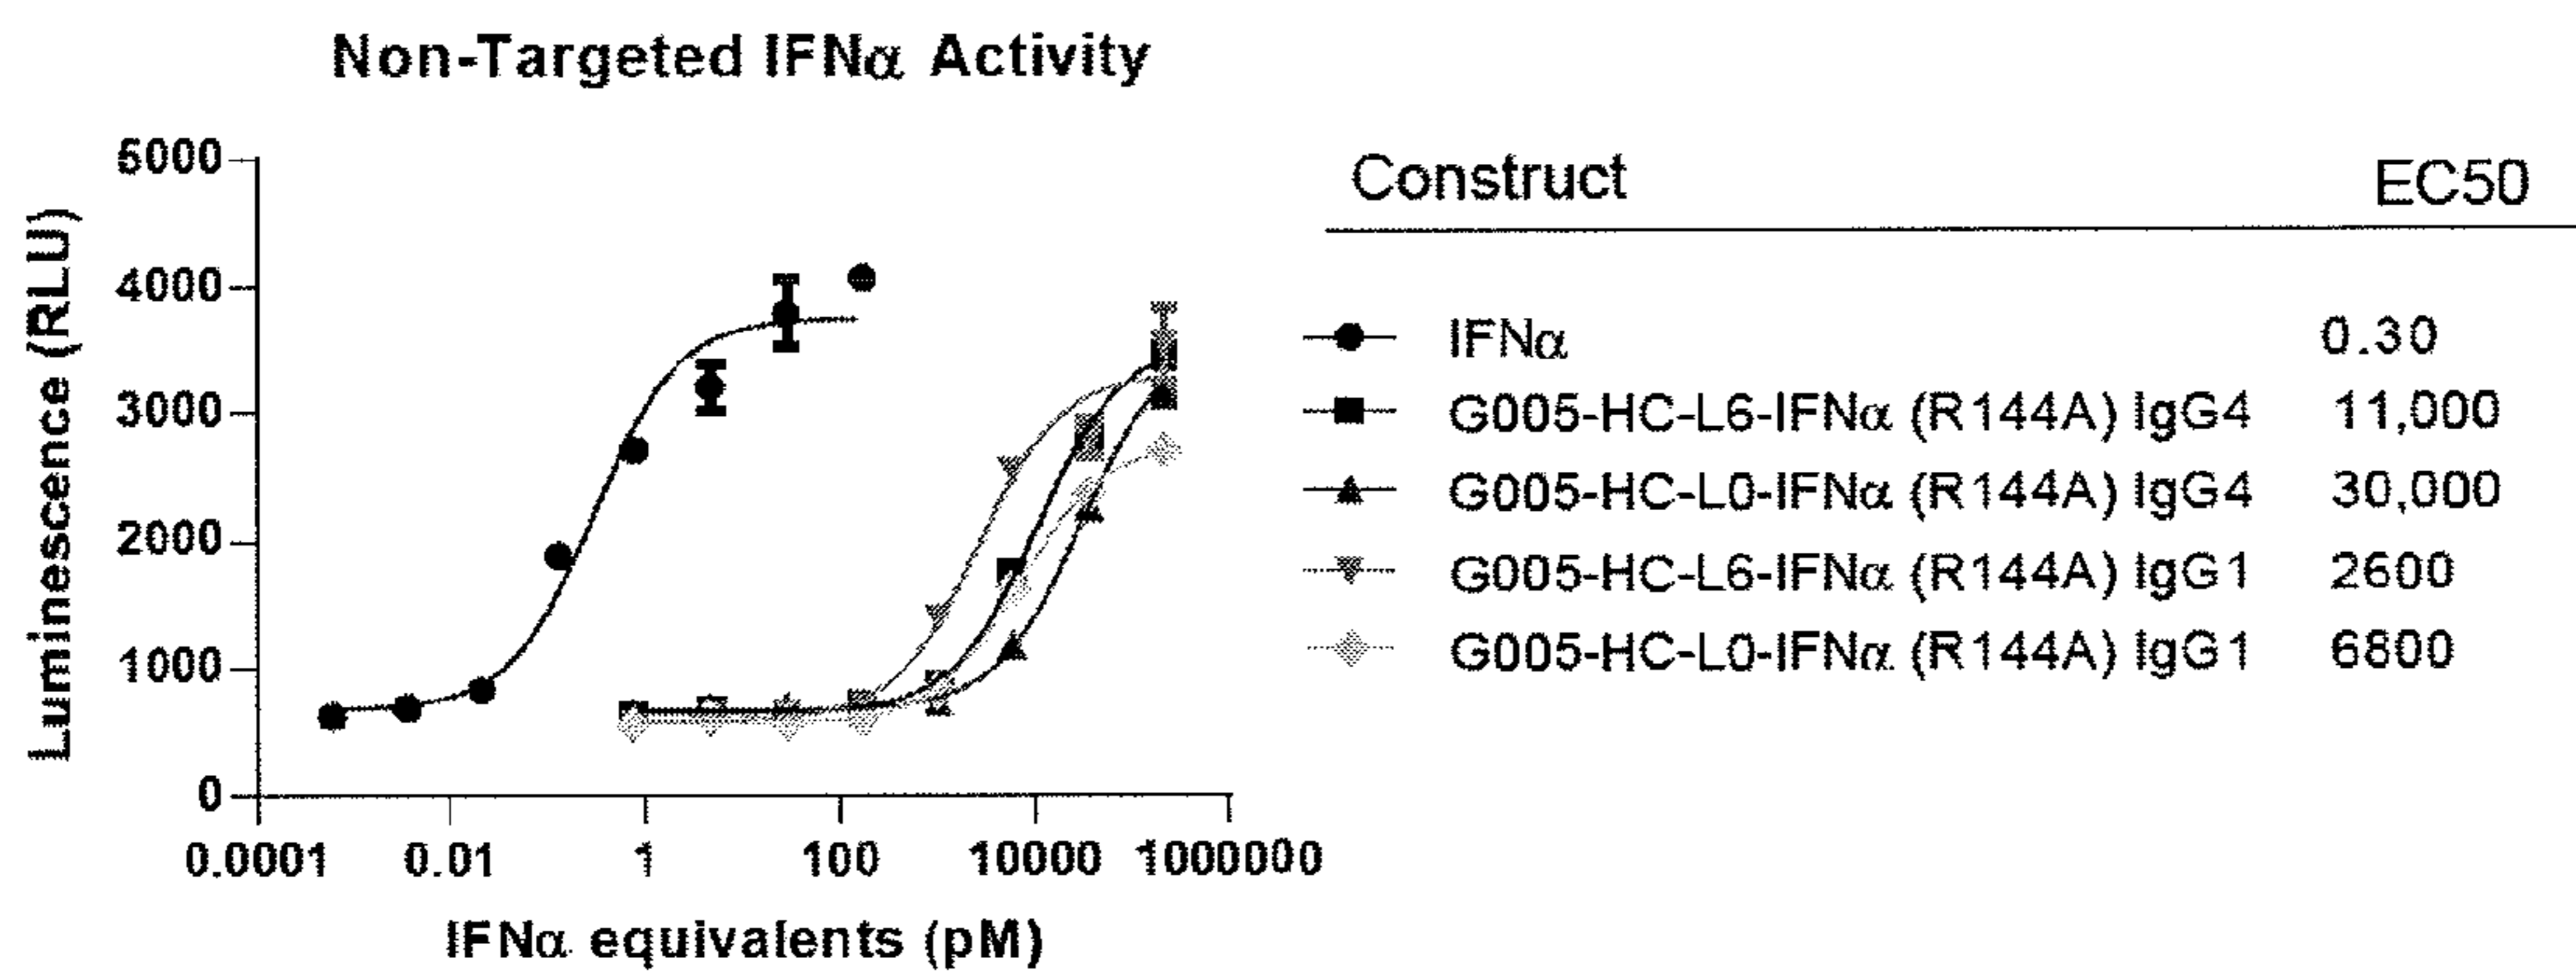 Non-Targeted IFNα Activity
5000
4000
3000
2000
1000
0
Luminescence (RLU)
0.0001 0.01 1 100 10000 1000000
IFNα equivalents (pM)
Construct EC50
IFNα 0.30
G005-HC-L6-IFNα (R144A) IgG4 11,000
G005-HC-L0-IFNα (R144A) IgG4 30,000
G005-HC-L6-IFNα (R144A) IgG1 2600
G005-HC-L0-IFNα (R144A) IgG1 6800